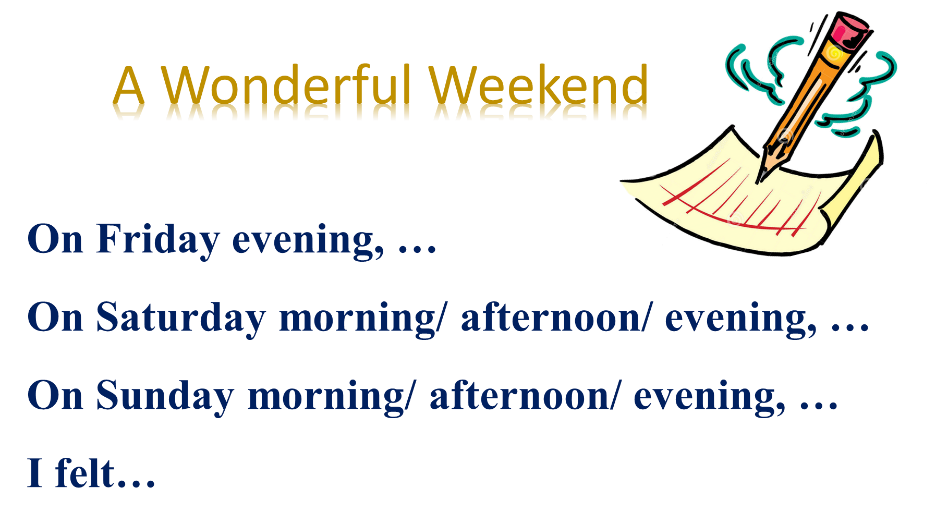 A Wonderful Weekend
On Friday evening, …
On Saturday morning/ afternoon/ evening, …
On Sunday morning/ afternoon/ evening, …
I felt…